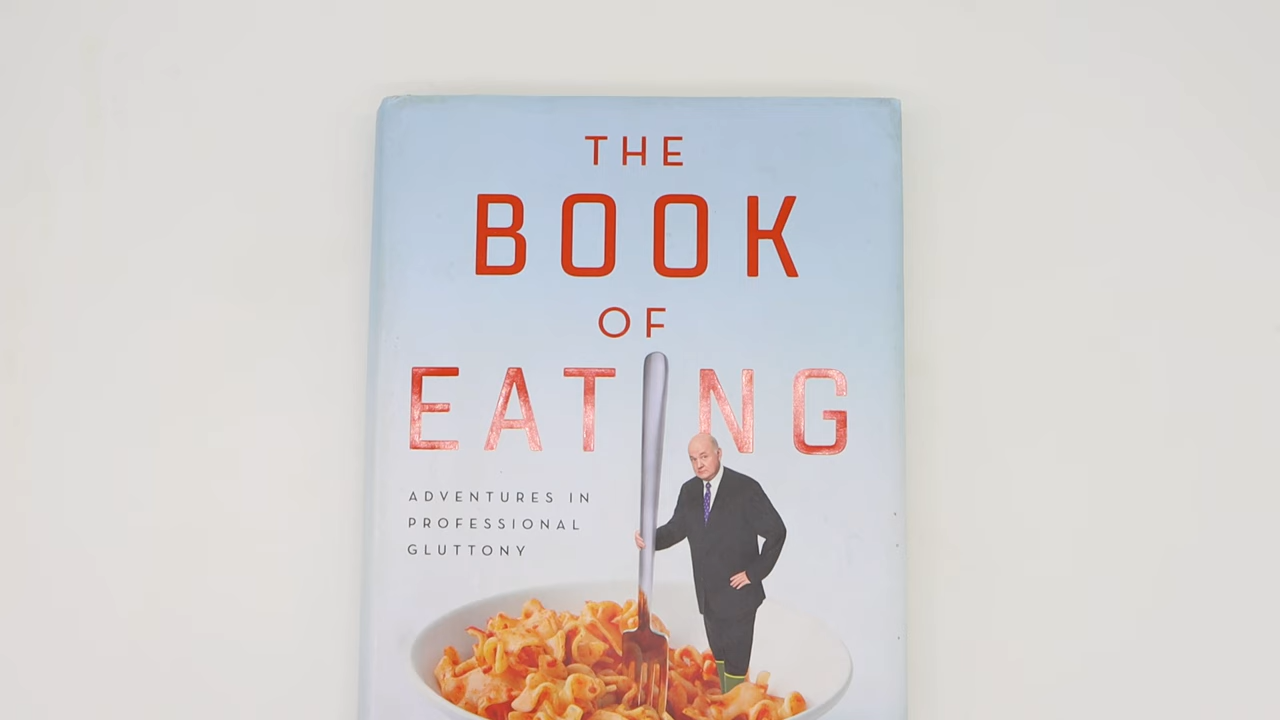 THE
BOOK
OF
EATING
ADVENTURES IN
PROFESSIONAL
GLUTTONY